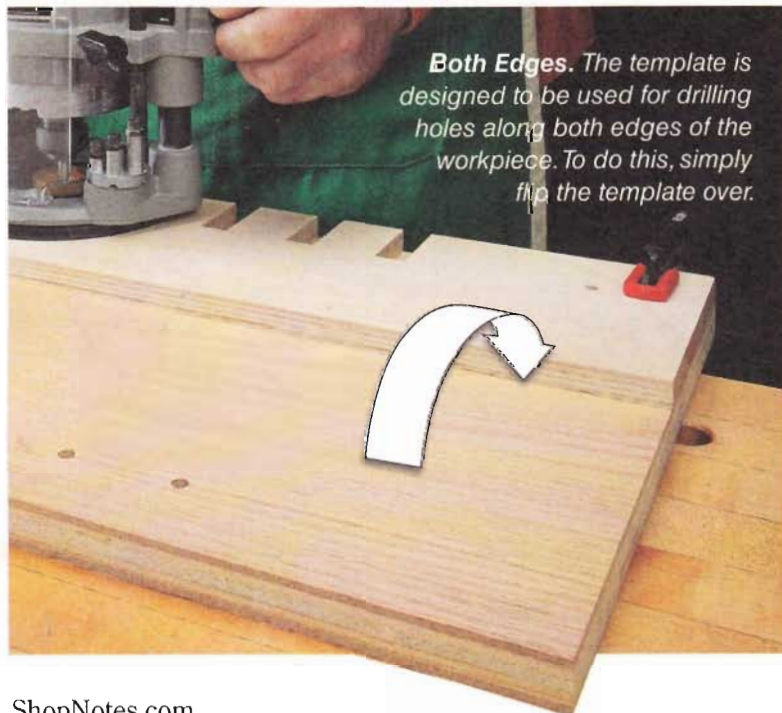 Both Edges. The template is
designed to be used for drilling
holes along both edges of the
workpiece. To do this, simply
flip the template over.
ShopNotes.com